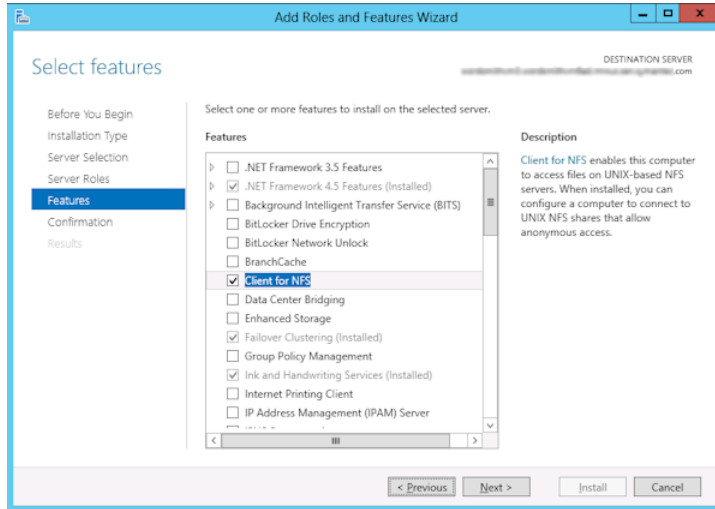 Add Roles and Features Wizard
Select features
DESTINATION SERVER
.com
Before You Begin
Installation Type
Server Selection
Server Roles
Features
Confirmation
Results
Select one or more features to install on the selected server.
Features
.NET Framework 3.5 Features
.NET Framework 4.5 Features (Installed)
Background Intelligent Transfer Service (BITS)
BitLocker Drive Encryption
BitLocker Network Unlock
BranchCache
Client for NFS
Data Center Bridging
Enhanced Storage
Failover Clustering (Installed)
Group Policy Management
Ink and Handwriting Services (Installed)
Internet Printing Client
IP Address Management (IPAM) Server
Description
Client for NFS enables this computer
to access files on UNIX-based NFS
servers. When installed, you can
configure a computer to connect to
UNIX NFS shares that allow
anonymous access.
< Previous
Next >
Install
Cancel